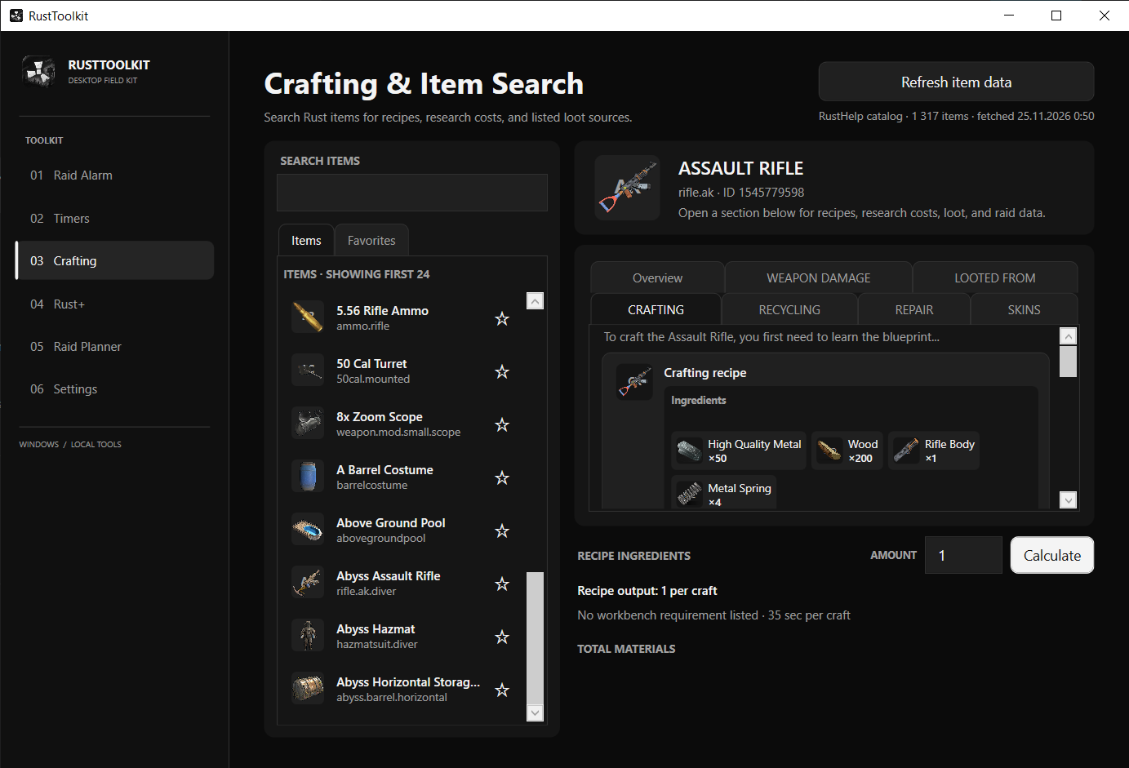 RustToolkit
RUSTTOOLKIT
DESKTOP FIELD KIT
TOOLKIT
01 Raid Alarm
02 Timers
03 Crafting
04 Rust+
05 Raid Planner
06 Settings
WINDOWS / LOCAL TOOLS
Crafting & Item Search
Search Rust items for recipes, research costs, and listed loot sources.
Refresh item data
RustHelp catalog · 1 317 items · fetched 25.11.2026 0:50
SEARCH ITEMS
Items
Favorites
ITEMS · SHOWING FIRST 24
5.56 Rifle Ammo
ammo.rifle
50 Cal Turret
50cal.mounted
8x Zoom Scope
weapon.mod.small.scope
A Barrel Costume
barrelcostume
Above Ground Pool
abovegroundpool
Abyss Assault Rifle
rifle.ak.diver
Abyss Hazmat
hazmatsuit.diver
Abyss Horizontal Storag...
abyss.barrel.horizontal
ASSAULT RIFLE
rifle.ak · ID 1545779598
Open a section below for recipes, research costs, loot, and raid data.
Overview
WEAPON DAMAGE
LOOTED FROM
CRAFTING
RECYCLING
REPAIR
SKINS
To craft the Assault Rifle, you first need to learn the blueprint...
Crafting recipe
Ingredients
High Quality Metal
×50
Wood
×200
Rifle Body
×1
Metal Spring
×4
RECIPE INGREDIENTS
AMOUNT
1
Calculate
Recipe output: 1 per craft
No workbench requirement listed · 35 sec per craft
TOTAL MATERIALS